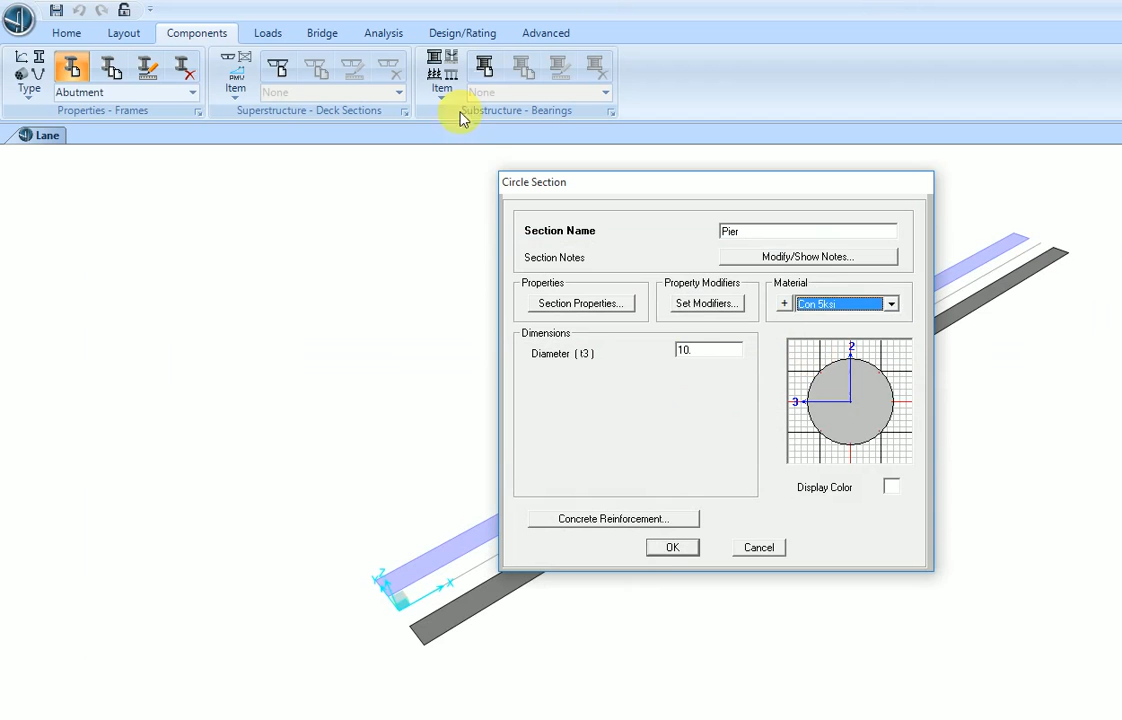 Home Layout Components Loads Bridge Analysis Design/Rating Advanced
Type
Abutment
Properties - Frames
PMV
Item
None
Superstructure - Deck Sections
Item
None
Substructure - Bearings
Lane
Circle Section
Section Name Pier
Section Notes Modify/Show Notes...
Properties Property Modifiers Material
Section Properties... Set Modifiers... + Con 5ksi
Dimensions
Diameter ( t3 ) 10.
2
3
Display Color
Concrete Reinforcement...
OK Cancel
Z
Y X